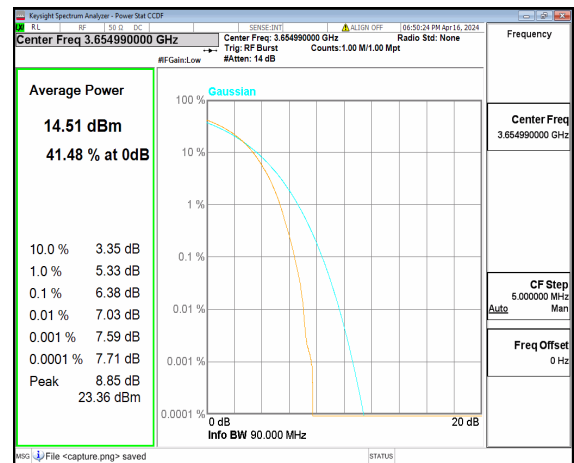 Keysight Spectrum Analyzer - Power Stat CCDF
RL RF 50 Ω DC SENSE:INT ALIGN OFF 06:50:24 PM Apr 16, 2024
Center Freq 3.654990000 GHz
Center Freq: 3.654990000 GHz Radio Std: None
Trig: RF Burst Counts:1.00 M/1.00 Mpt
#IFGain:Low #Atten: 14 dB
Frequency
Average Power
14.51 dBm
41.48 % at 0dB
10.0 % 3.35 dB
1.0 % 5.33 dB
0.1 % 6.38 dB
0.01 % 7.03 dB
0.001 % 7.59 dB
0.0001 % 7.71 dB
Peak 8.85 dB
23.36 dBm
Gaussian
100 %
10 %
1 %
0.1 %
0.01 %
0.001 %
0.0001 %
0 dB 20 dB
Info BW 90.000 MHz
Center Freq
3.654990000 GHz
CF Step
5.000000 MHz
Auto Man
Freq Offset
0 Hz
MSG File <capture.png> saved STATUS